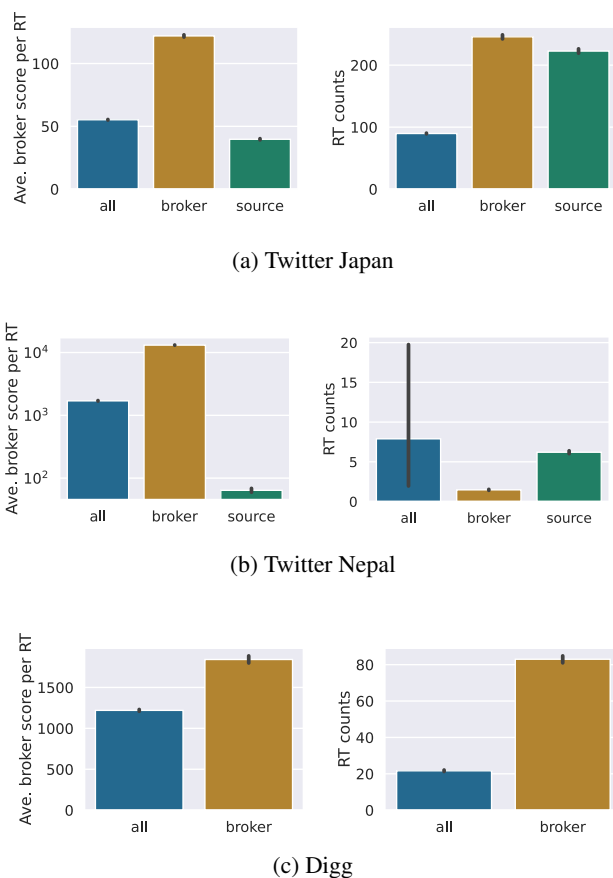 Ave. broker score per RT
100
50
0
all broker source
RT counts
200
100
0
all broker source
(a) Twitter Japan
Ave. broker score per RT
10^4
10^3
10^2
all broker source
RT counts
20
15
10
5
0
all broker source
(b) Twitter Nepal
Ave. broker score per RT
1500
1000
500
0
all broker
RT counts
80
60
40
20
0
all broker
(c) Digg